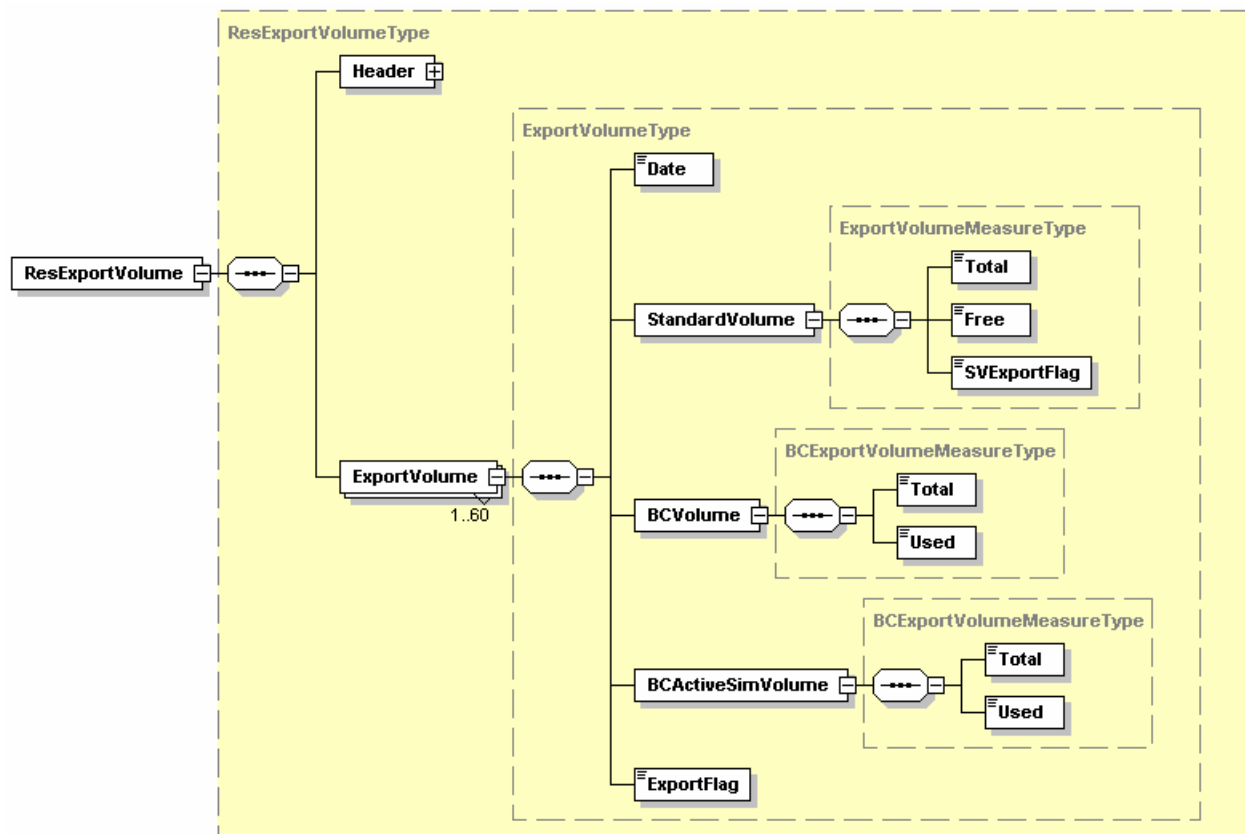 ResExportVolumeType
Header
ExportVolumeType
Date
ExportVolumeMeasureType
Total
ResExportVolume
StandardVolume
Free
SVExportFlag
BCExportVolumeMeasureType
ExportVolume
Total
1..60
BCVolume
Used
BCExportVolumeMeasureType
Total
BCActiveSimVolume
Used
ExportFlag